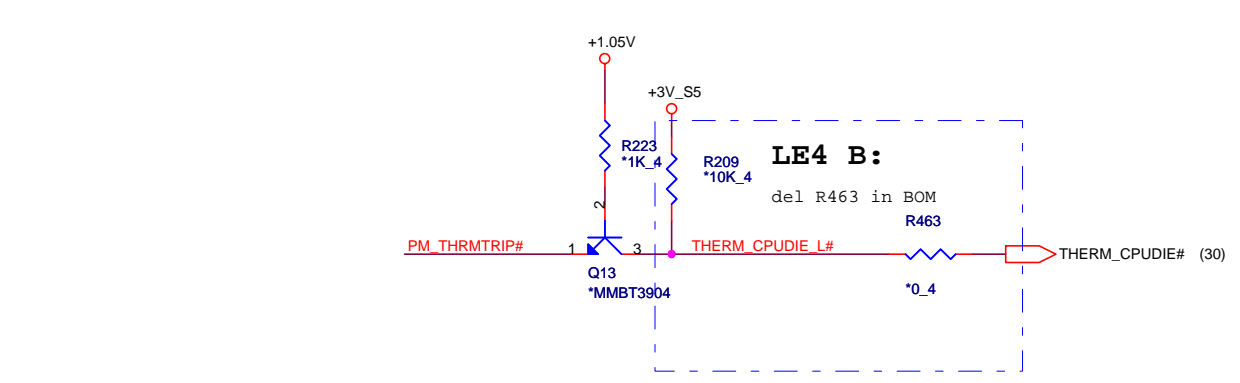 +1.05V
+3V_S5
R223
*1K_4
R209
*10K_4
LE4 B:
del R463 in BOM
R463
2
PM_THRMTRIP#
1
3
THERM_CPUDIE_L#
THERM_CPUDIE# (30)
Q13
*MMBT3904
*0_4